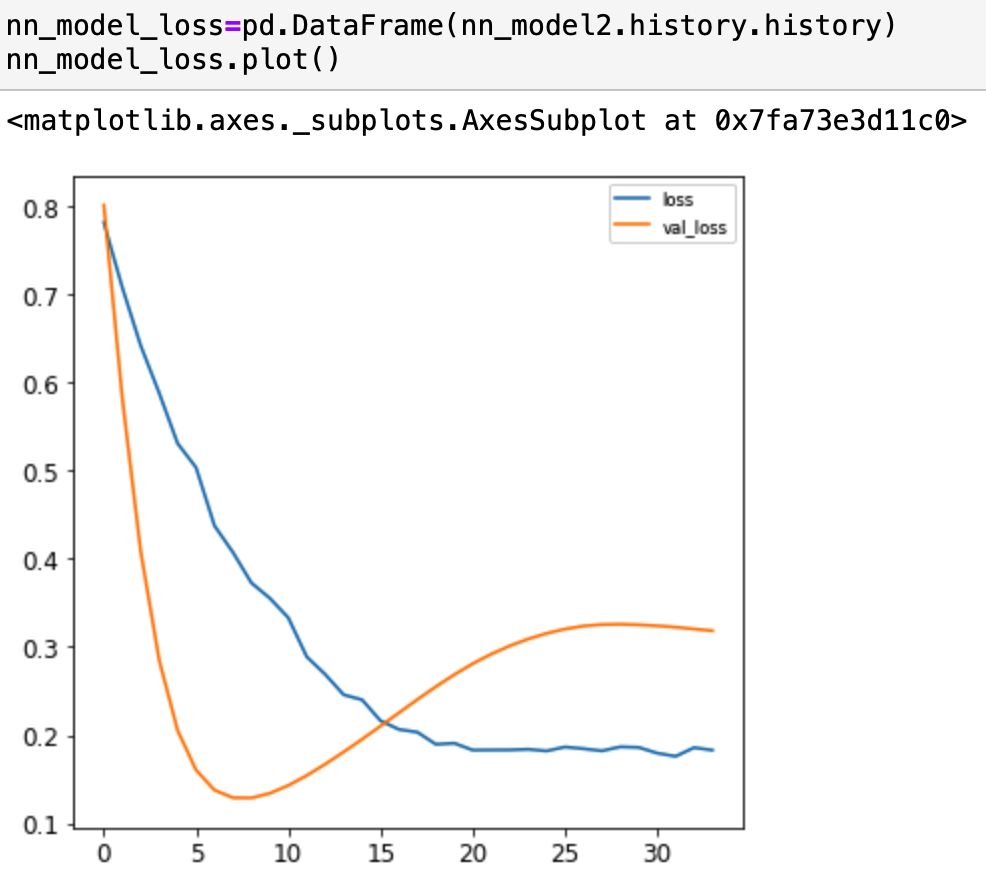 nn_model_loss=pd.DataFrame(nn_model2.history.history)
nn_model_loss.plot()
<matplotlib.axes._subplots.AxesSubplot at 0x7fa73e3d11c0>
loss
val_loss
0.8
0.7
0.6
0.5
0.4
0.3
0.2
0.1
0 5 10 15 20 25 30